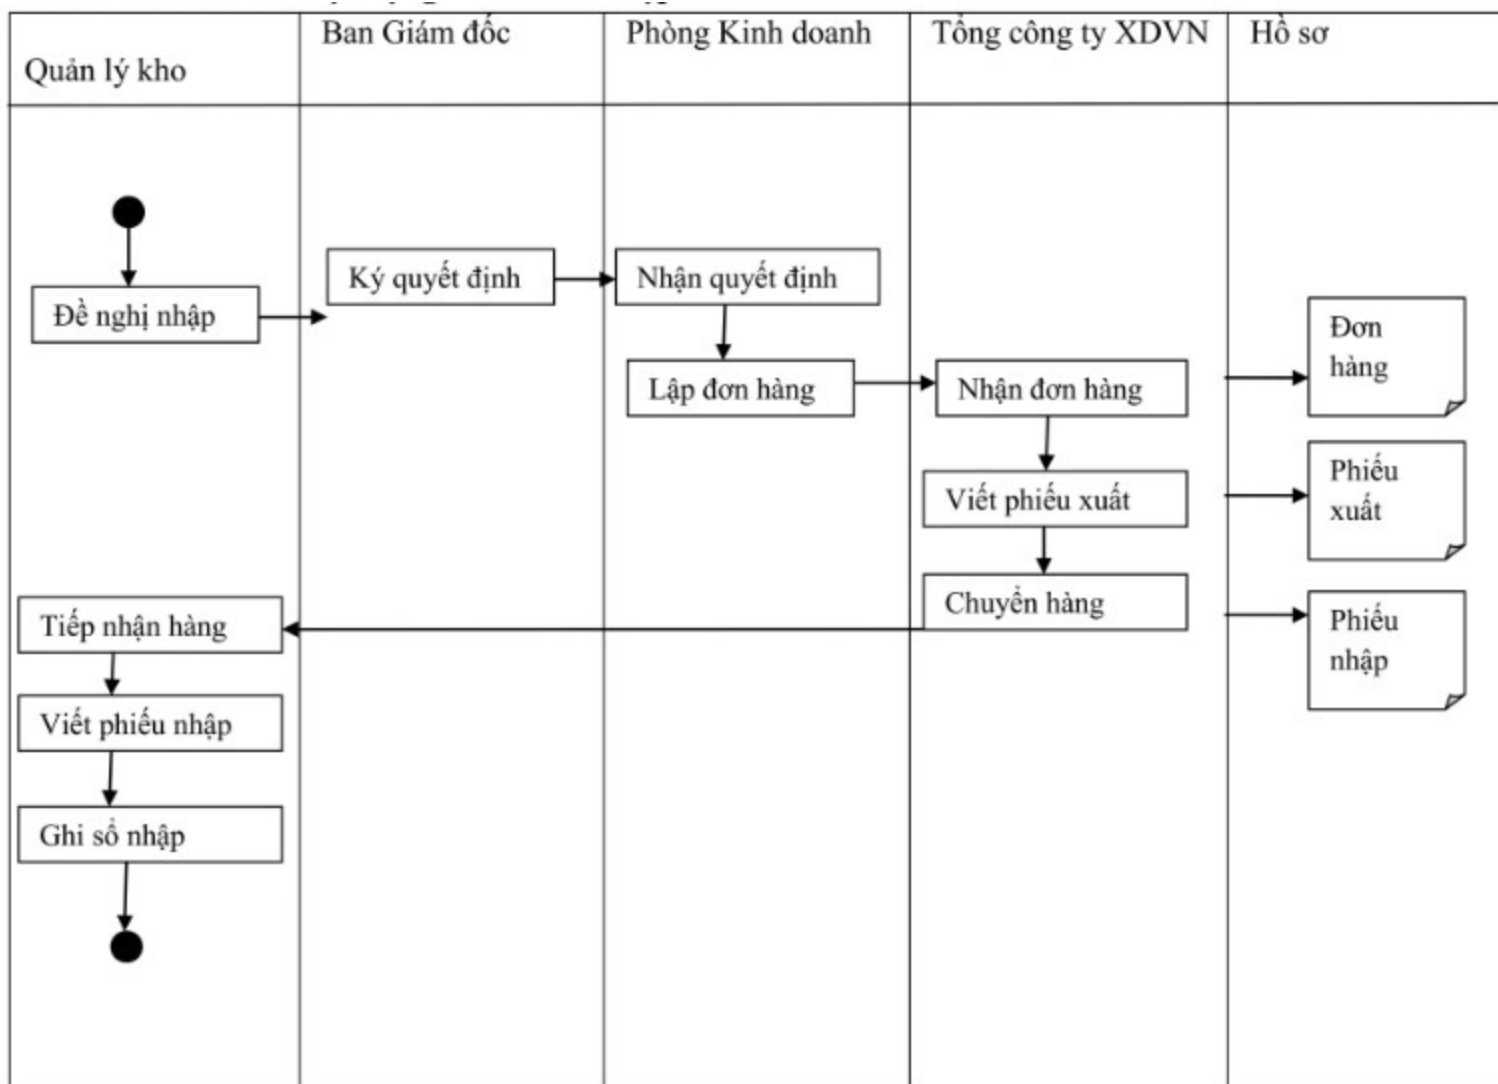 Quản lý kho
Ban Giám đốc
Phòng Kinh doanh
Tổng công ty XDVN
Hồ sơ
Đề nghị nhập
Ký quyết định
Nhận quyết định
Lập đơn hàng
Nhận đơn hàng
Viết phiếu xuất
Chuyển hàng
Tiếp nhận hàng
Viết phiếu nhập
Ghi sổ nhập
Đơn
hàng
Phiếu
xuất
Phiếu
nhập